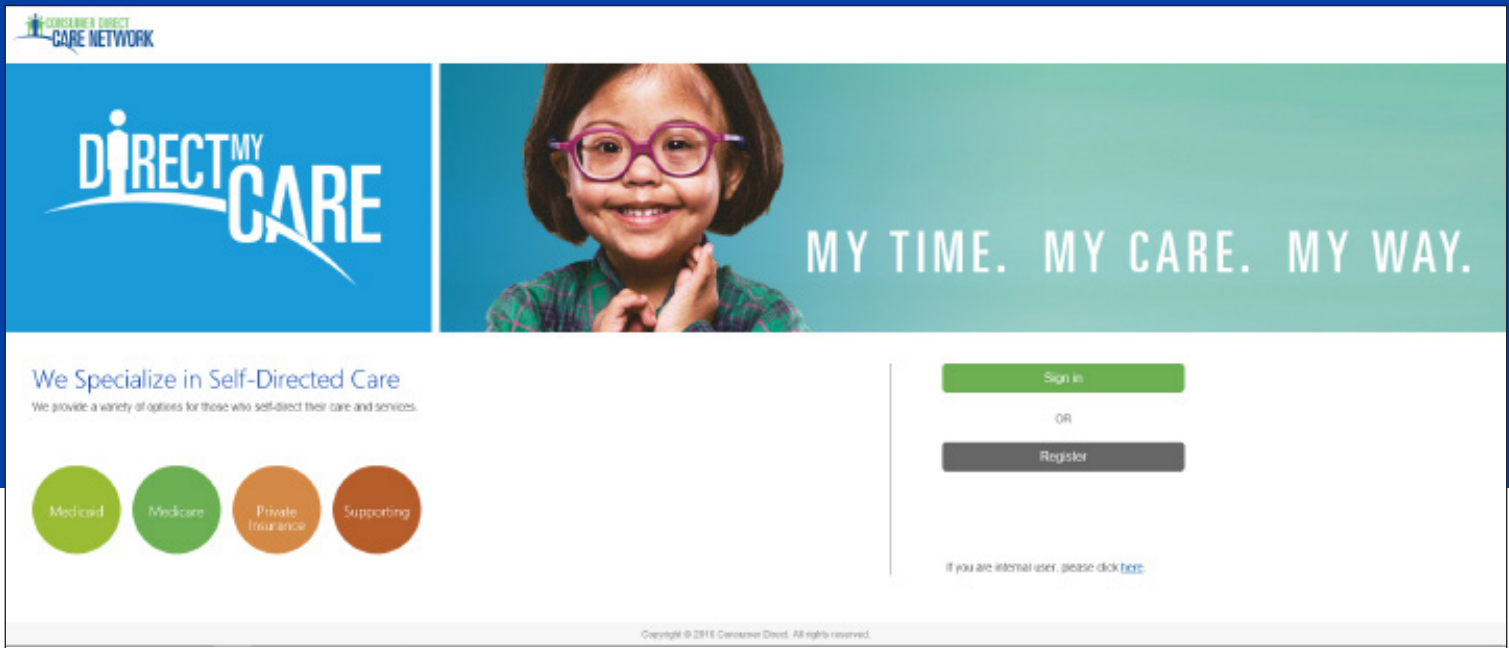 CONSUMER DIRECT
CARE NETWORK
DIRECT MY CARE
MY TIME. MY CARE. MY WAY.
We Specialize in Self-Directed Care
We provide a variety of options for those who self-direct their care and services.
Sign in
OR
Register
Medicaid
Medicare
Private
Insurance
Supporting
If you are internal user, please click here.
Copyright © 2016 Consumer Direct. All rights reserved.